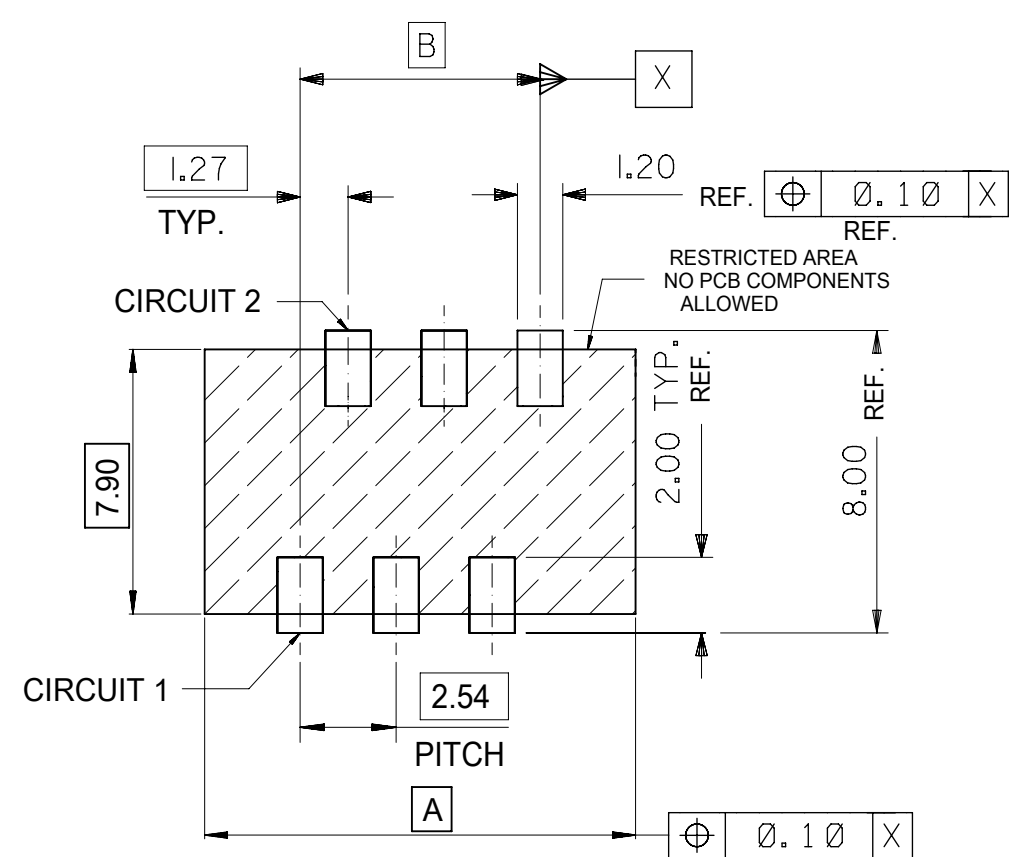 B
X
1.27
TYP.
1.20
REF.
⌖ Ø.10 X
REF.
RESTRICTED AREA
NO PCB COMPONENTS
ALLOWED
CIRCUIT 2
2.00 TYP.
REF.
REF.
8.00
7.90
CIRCUIT 1
2.54
PITCH
A
⌖ Ø.10 X